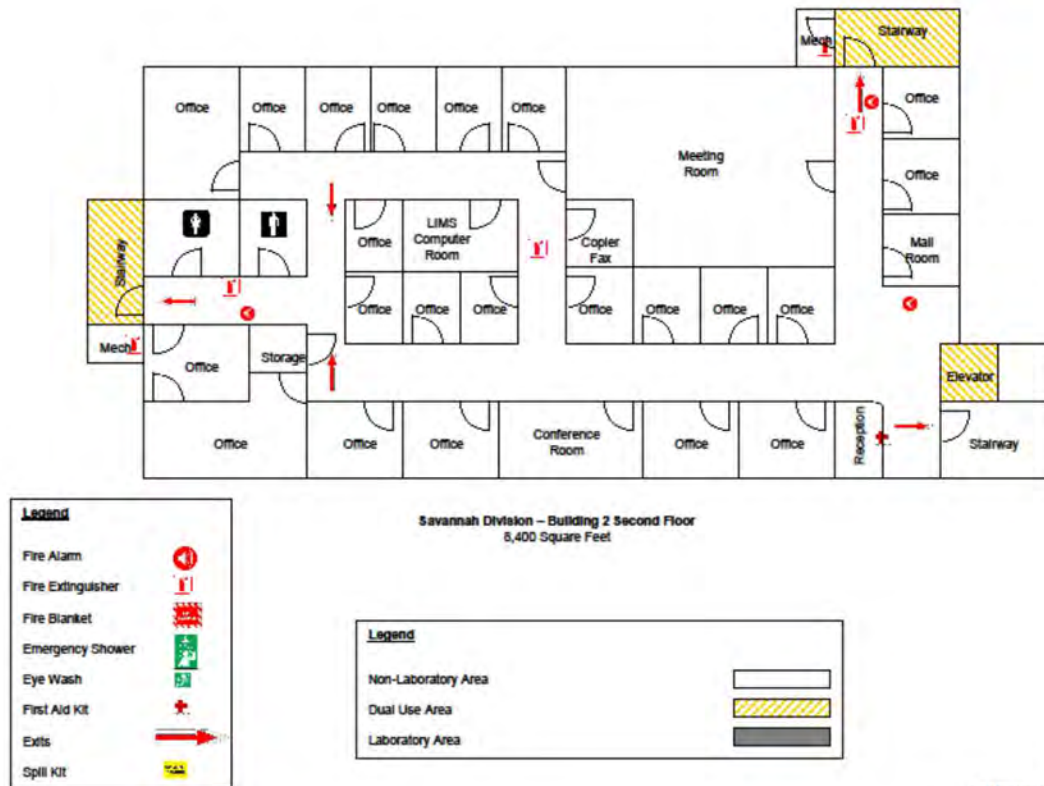 Stairway
Mech
Office
Office
Office
Office
Office
Office
Office
Meeting
Room
Office
Stairway
Office
LIMS
Computer
Room
Copier
Fax
Mail
Room
Office
Office
Office
Office
Office
Office
Office
Mech
Office
Storage
Elevator
Office
Office
Office
Conference
Room
Office
Office
Reception
Stairway
Savannah Division – Building 2 Second Floor
8,400 Square Feet
Legend
Fire Alarm
Fire Extinguisher
Fire Blanket
Emergency Shower
Eye Wash
First Aid Kit
Exits
Spill Kit
Legend
Non-Laboratory Area
Dual Use Area
Laboratory Area